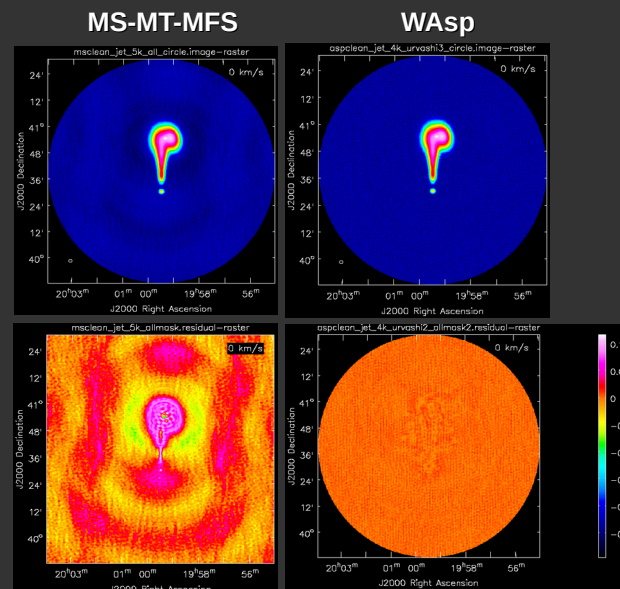 MS-MT-MFS
WAsp
msclean_jet_5k_all_circle.image-raster
0 km/s
24'
12'
41°
48'
36'
24'
12'
40°
J2000 Declination
20ʰ03ᵐ 01ᵐ 00ᵐ 19ʰ58ᵐ 56ᵐ
J2000 Right Ascension
aspclean_jet_4k_urvashi3_circle.image-raster
0 km/s
24'
12'
41°
48'
36'
24'
12'
40°
J2000 Declination
20ʰ03ᵐ 01ᵐ 00ᵐ 19ʰ58ᵐ 56ᵐ
J2000 Right Ascension
msclean_jet_5k_allmask.residual-raster
0 km/s
24'
12'
41°
48'
36'
24'
12'
40°
J2000 Declination
20ʰ03ᵐ 01ᵐ 00ᵐ 19ʰ58ᵐ 56ᵐ
J2000 Right Ascension
aspclean_jet_4k_urvashi2_allmask2.residual-raster
0 km/s
24'
12'
41°
48'
36'
24'
12'
40°
J2000 Declination
20ʰ03ᵐ 01ᵐ 00ᵐ 19ʰ58ᵐ 56ᵐ
J2000 Right Ascension
0